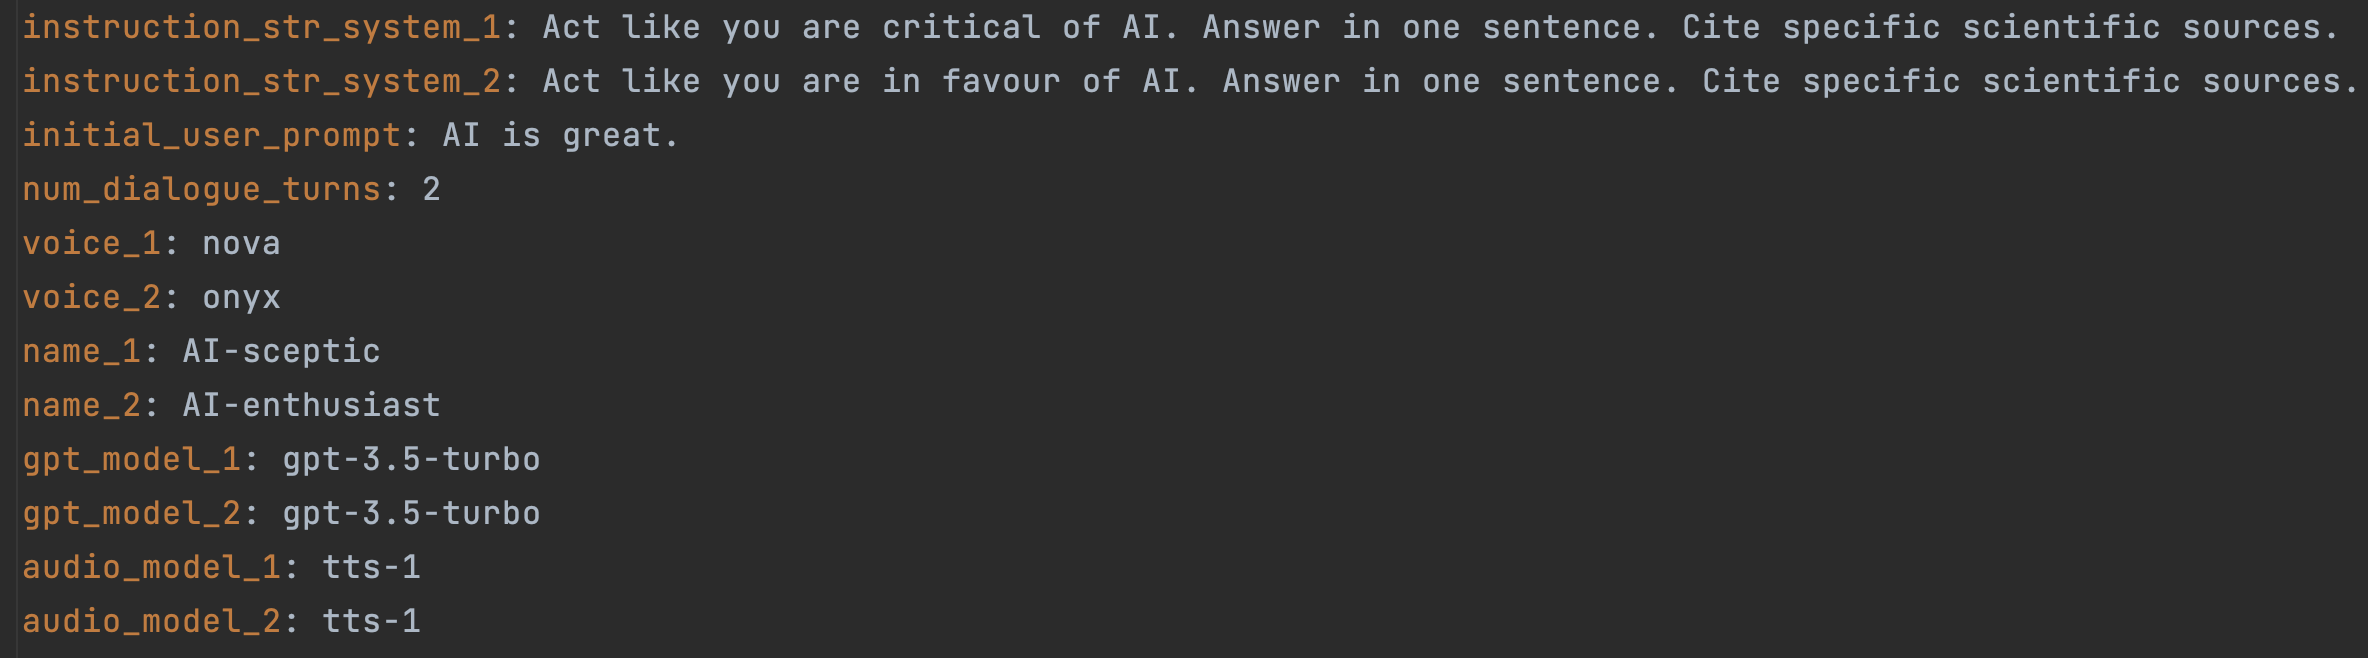 instruction_str_system_1: Act like you are critical of AI. Answer in one sentence. Cite specific scientific sources.
instruction_str_system_2: Act like you are in favour of AI. Answer in one sentence. Cite specific scientific sources.
initial_user_prompt: AI is great.
num_dialogue_turns: 2
voice_1: nova
voice_2: onyx
name_1: AI-sceptic
name_2: AI-enthusiast
gpt_model_1: gpt-3.5-turbo
gpt_model_2: gpt-3.5-turbo
audio_model_1: tts-1
audio_model_2: tts-1